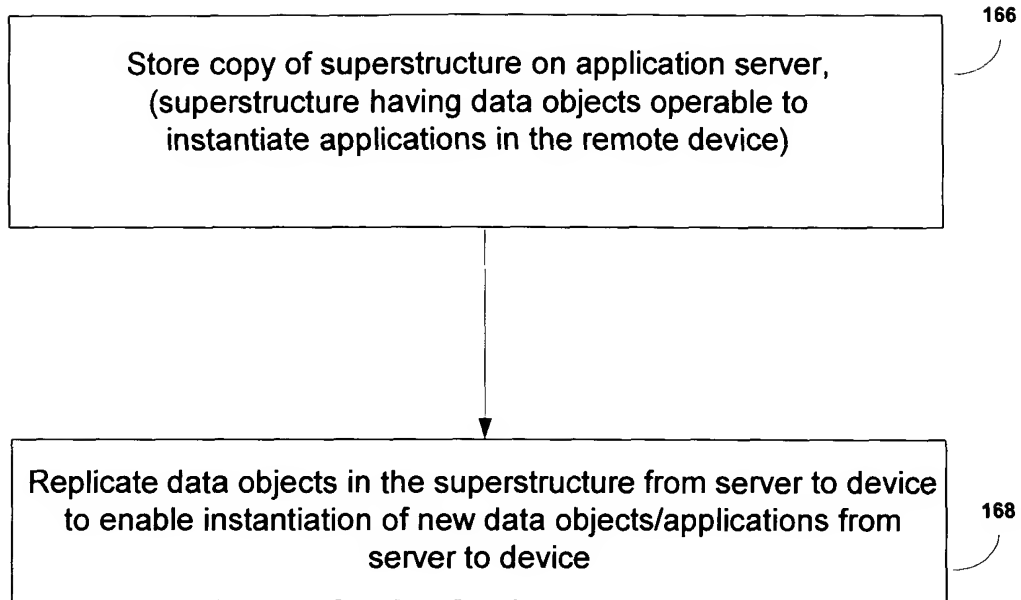 166
Store copy of superstructure on application server,
(superstructure having data objects operable to
instantiate applications in the remote device)
Replicate data objects in the superstructure from server to device
to enable instantiation of new data objects/applications from
server to device
168